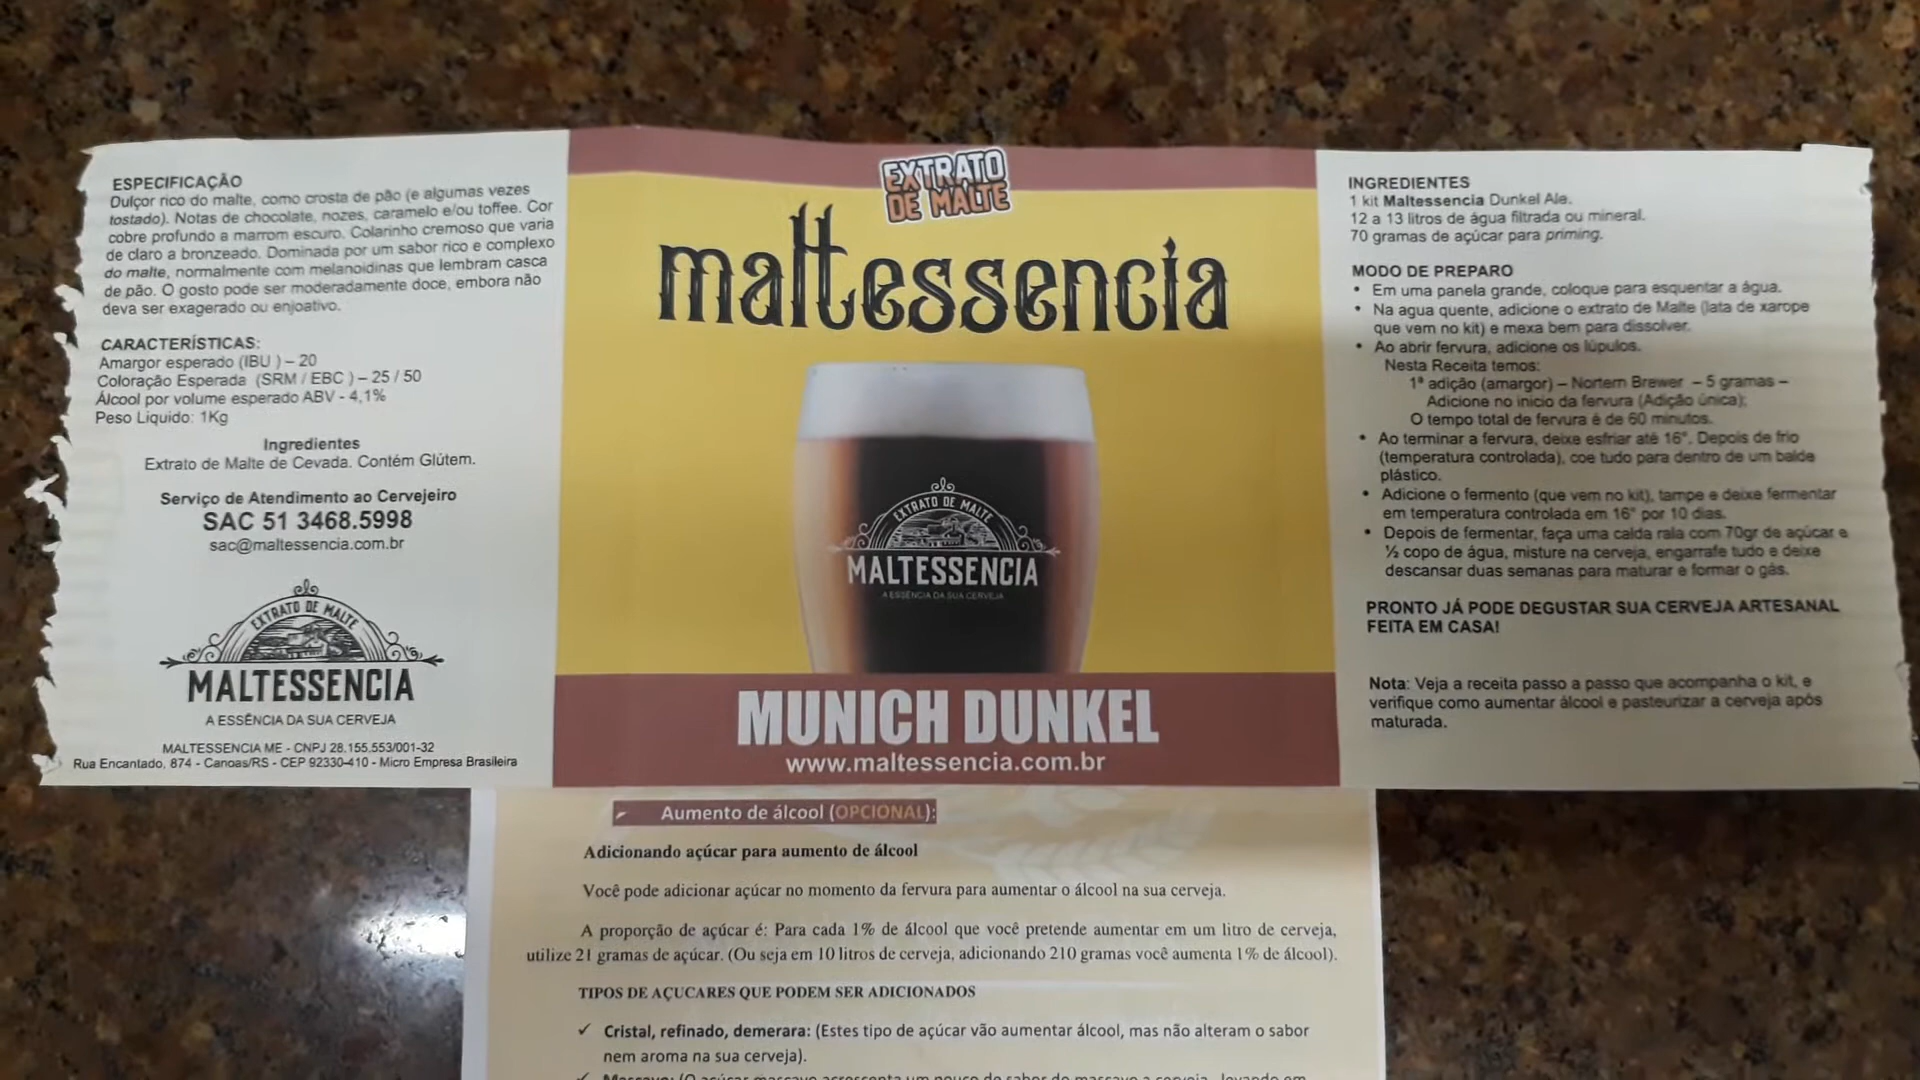 ESPECIFICAÇÃO
Dulçor rico do malte, como crosta de pão (e algumas vezes
tostado). Notas de chocolate, nozes, caramelo e/ou toffee. Cor
cobre profundo a marrom escuro. Colarinho cremoso que varia
de claro a bronzeado. Dominada por um sabor rico e complexo
do malte, normalmente com melanoidinas que lembram casca
de pão. O gosto pode ser moderadamente doce, embora não
deva ser exagerado ou enjoativo.
CARACTERÍSTICAS:
Amargor esperado (IBU ) – 20
Coloração Esperada (SRM / EBC ) – 25 / 50
Álcool por volume esperado ABV - 4,1%
Peso Liquido: 1Kg
Ingredientes
Extrato de Malte de Cevada. Contém Glútem.
Serviço de Atendimento ao Cervejeiro
SAC 51 3468.5998
sac@maltessencia.com.br
EXTRATO DE MALTE
MALTESSENCIA
A ESSÊNCIA DA SUA CERVEJA
MALTESSENCIA ME - CNPJ 28.155.553/001-32
Rua Encantado, 874 - Canoas/RS - CEP 92330-410 - Micro Empresa Brasileira
EXTRATO
DE MALTE
maltessencia
EXTRATO DE MALTE
MALTESSENCIA
A ESSÊNCIA DA SUA CERVEJA
MUNICH DUNKEL
www.maltessencia.com.br
INGREDIENTES
1 kit Maltessencia Dunkel Ale.
12 a 13 litros de água filtrada ou mineral.
70 gramas de açúcar para priming.
MODO DE PREPARO
• Em uma panela grande, coloque para esquentar a água.
• Na agua quente, adicione o extrato de Malte (lata de xarope
que vem no kit) e mexa bem para dissolver.
• Ao abrir fervura, adicione os lúpulos.
Nesta Receita temos:
1ª adição (amargor) – Nortern Brewer – 5 gramas –
Adicione no inicio da fervura (Adição única);
O tempo total de fervura é de 60 minutos.
• Ao terminar a fervura, deixe esfriar até 16°. Depois de frio
(temperatura controlada), coe tudo para dentro de um balde
plástico.
• Adicione o fermento (que vem no kit), tampe e deixe fermentar
em temperatura controlada em 16° por 10 dias.
• Depois de fermentar, faça uma calda rala com 70gr de açúcar e
½ copo de água, misture na cerveja, engarrafe tudo e deixe
descansar duas semanas para maturar e formar o gás.
PRONTO JÁ PODE DEGUSTAR SUA CERVEJA ARTESANAL
FEITA EM CASA!
Nota: Veja a receita passo a passo que acompanha o kit, e
verifique como aumentar álcool e pasteurizar a cerveja após
maturada.
Aumento de álcool (OPCIONAL):
Adicionando açúcar para aumento de álcool
Você pode adicionar açúcar no momento da fervura para aumentar o álcool na sua cerveja.
A proporção de açúcar é: Para cada 1% de álcool que você pretende aumentar em um litro de cerveja,
utilize 21 gramas de açúcar. (Ou seja em 10 litros de cerveja, adicionando 210 gramas você aumenta 1% de álcool).
TIPOS DE AÇUCARES QUE PODEM SER ADICIONADOS
✓ Cristal, refinado, demerara: (Estes tipo de açúcar vão aumentar álcool, mas não alteram o sabor
nem aroma na sua cerveja).